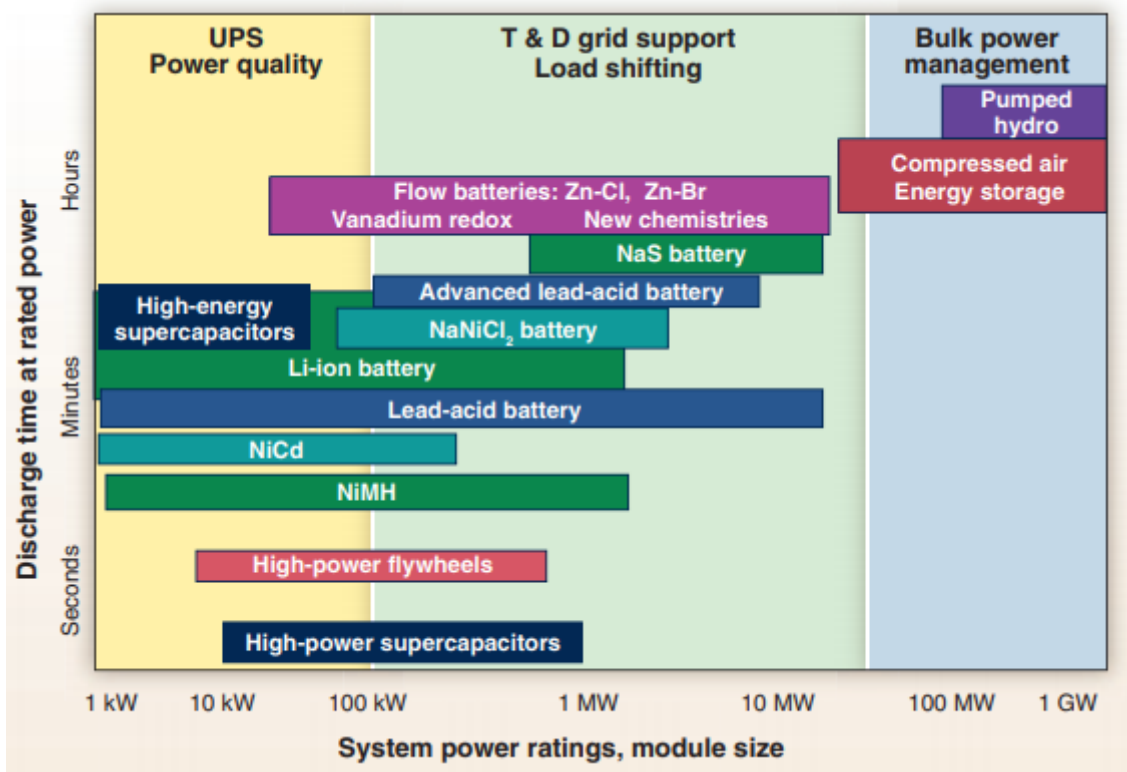 UPS
Power quality
T & D grid support
Load shifting
Bulk power
management
Pumped
hydro
Compressed air
Energy storage
Flow batteries: Zn-Cl, Zn-Br
Vanadium redox New chemistries
NaS battery
Advanced lead-acid battery
High-energy
supercapacitors
NaNiCl₂ battery
Li-ion battery
Lead-acid battery
NiCd
NiMH
High-power flywheels
High-power supercapacitors
Discharge time at rated power
Hours
Minutes
Seconds
1 kW 10 kW 100 kW 1 MW 10 MW 100 MW 1 GW
System power ratings, module size